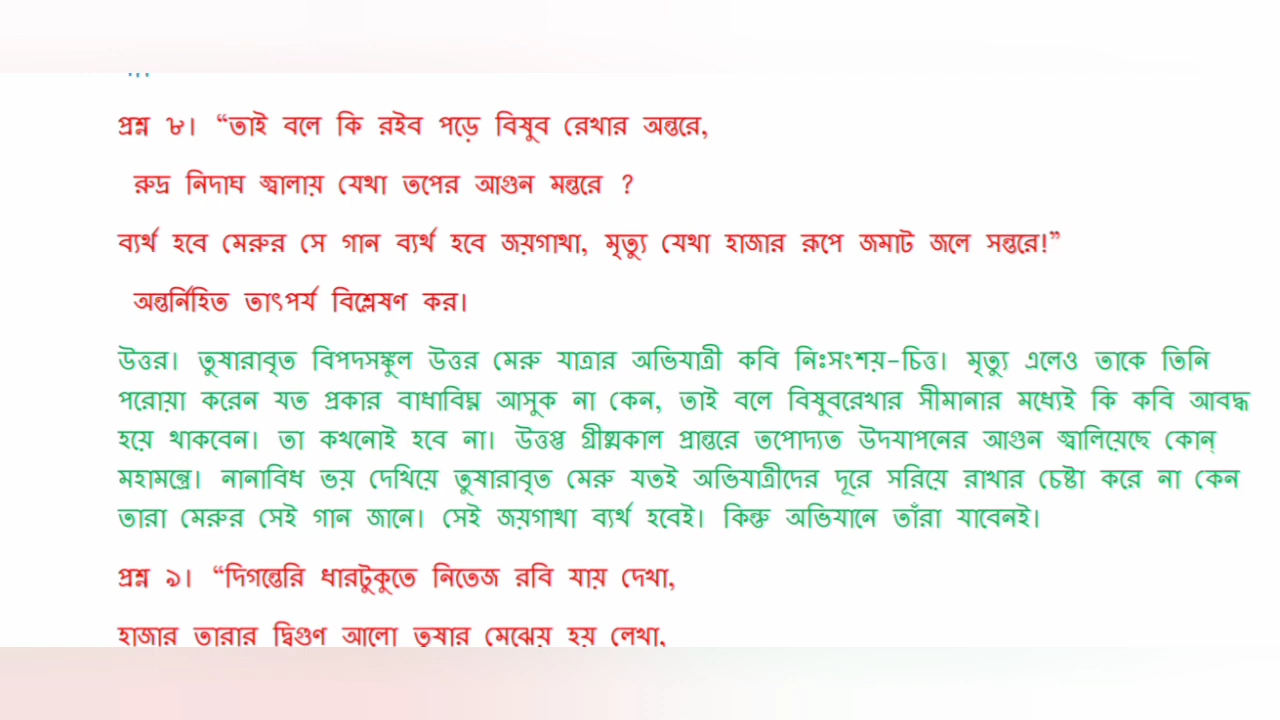 প্রশ্ন ৮। “তাই বলে কি রইব পড়ে বিষুব রেখার অন্তরে,
রুদ্র নিদাঘ জ্বালায় যেথা তপের আগুন মন্তরে ?
ব্যর্থ হবে মেরুর সে গান ব্যর্থ হবে জয়গাথা, মৃত্যু যেথা হাজার রূপে জমাট জলে সন্তরে!”
অন্তর্নিহিত তাৎপর্য বিশ্লেষণ কর।
উত্তর। তুষারাবৃত বিপদসঙ্কুল উত্তর মেরু যাত্রার অভিযাত্রী কবি নিঃসংশয়-চিত্ত। মৃত্যু এলেও তাকে তিনি
পরোয়া করেন যত প্রকার বাধাবিঘ্ন আসুক না কেন, তাই বলে বিষুবরেখার সীমানার মধ্যেই কি কবি আবদ্ধ
হয়ে থাকবেন। তা কখনোই হবে না। উত্তপ্ত গ্রীষ্মকাল প্রান্তরে তপোদ্যত উদযাপনের আগুন জ্বালিয়েছে কোন্
মহামন্ত্রে। নানাবিধ ভয় দেখিয়ে তুষারাবৃত মেরু যতই অভিযাত্রীদের দূরে সরিয়ে রাখার চেষ্টা করে না কেন
তারা মেরুর সেই গান জানে। সেই জয়গাথা ব্যর্থ হবেই। কিন্তু অভিযানে তাঁরা যাবেনই।
প্রশ্ন ৯। “দিগন্তেরি ধারটুকুতে নিতেজ রবি যায় দেখা,
হাজার তারার দ্বিগুণ আলো তুষার মেঝেয় হয় লেখা,